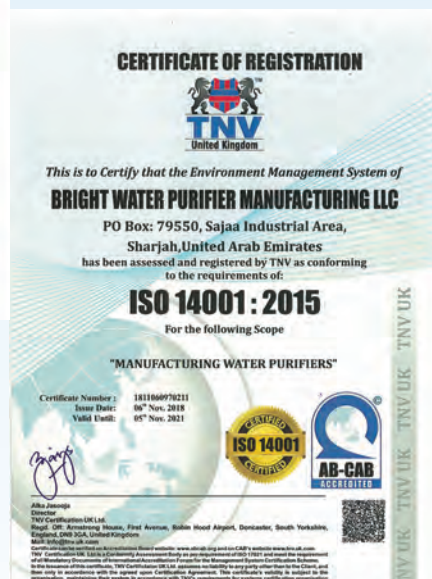 CERTIFICATE OF REGISTRATION
TNV
United Kingdom
This is to Certify that the Environment Management System of
BRIGHT WATER PURIFIER MANUFACTURING LLC
PO Box: 79550, Sajaa Industrial Area,
Sharjah,United Arab Emirates
has been assessed and registered by TNV as conforming
to the requirements of:
ISO 14001 : 2015
For the following Scope
"MANUFACTURING WATER PURIFIERS"
Certificate Number : 1811060970211
Issue Date: 06th Nov. 2018
Valid Until: 05th Nov. 2021
CERTIFIED
ISO 14001
CERTIFIED
AB-CAB
ACCREDITED
TNV UK TNV UK TNV UK TNV UK
Alka Jasooja
Director
TNV Certification UK Ltd.
Regd. Off: Armstrong House, First Avenue, Robin Hood Airport, Doncaster, South Yorkshire,
England, DN9 3GA, United Kingdom